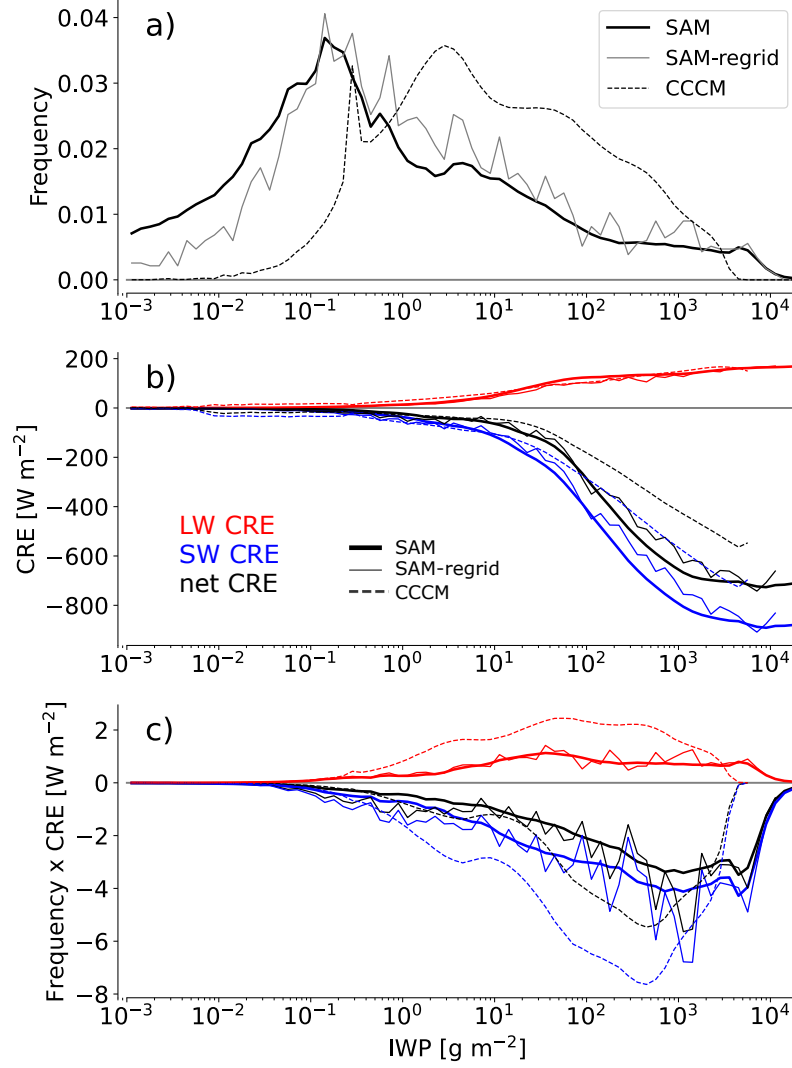 a)
SAM
SAM-regrid
CCCM
Frequency
0.04
0.03
0.02
0.01
0.00
10⁻³ 10⁻² 10⁻¹ 10⁰ 10¹ 10² 10³ 10⁴
b)
CRE [W m⁻²]
200
0
−200
−400
−600
−800
LW CRE
SW CRE
net CRE
SAM
SAM-regrid
CCCM
10⁻³ 10⁻² 10⁻¹ 10⁰ 10¹ 10² 10³ 10⁴
c)
Frequency x CRE [W m⁻²]
2
0
−2
−4
−6
−8
10⁻³ 10⁻² 10⁻¹ 10⁰ 10¹ 10² 10³ 10⁴
IWP [g m⁻²]